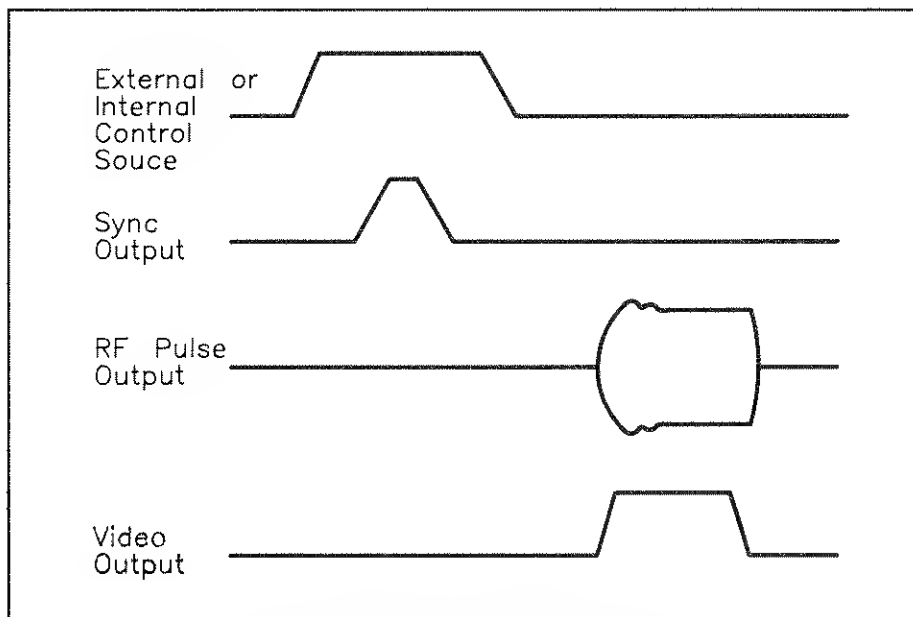 External or
Internal
Control
Souce
Sync
Output
RF Pulse
Output
Video
Output